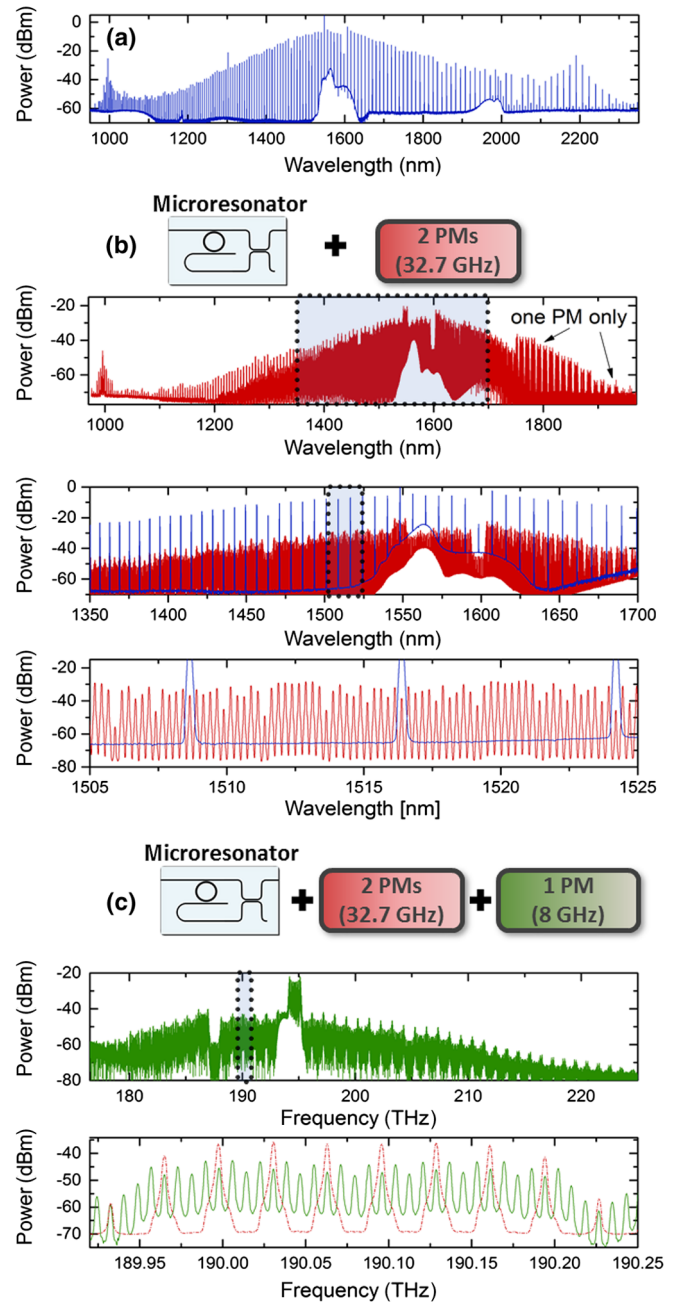 (a)
Power (dBm)
0
-20
-40
-60
1000 1200 1400 1600 1800 2000 2200
Wavelength (nm)
Microresonator
(b)
2 PMs
(32.7 GHz)
Power (dBm)
-20
-40
-60
one PM only
1000 1200 1400 1600 1800
Wavelength (nm)
Power (dBm)
0
-20
-40
-60
1350 1400 1450 1500 1550 1600 1650 1700
Wavelength (nm)
Power (dBm)
-20
-40
-60
-80
1505 1510 1515 1520 1525
Wavelength [nm]
Microresonator
(c)
2 PMs
(32.7 GHz)
1 PM
(8 GHz)
Power (dBm)
-20
-40
-60
-80
180 190 200 210 220
Frequency (THz)
Power (dBm)
-40
-50
-60
-70
189.95 190.00 190.05 190.10 190.15 190.20 190.25
Frequency (THz)